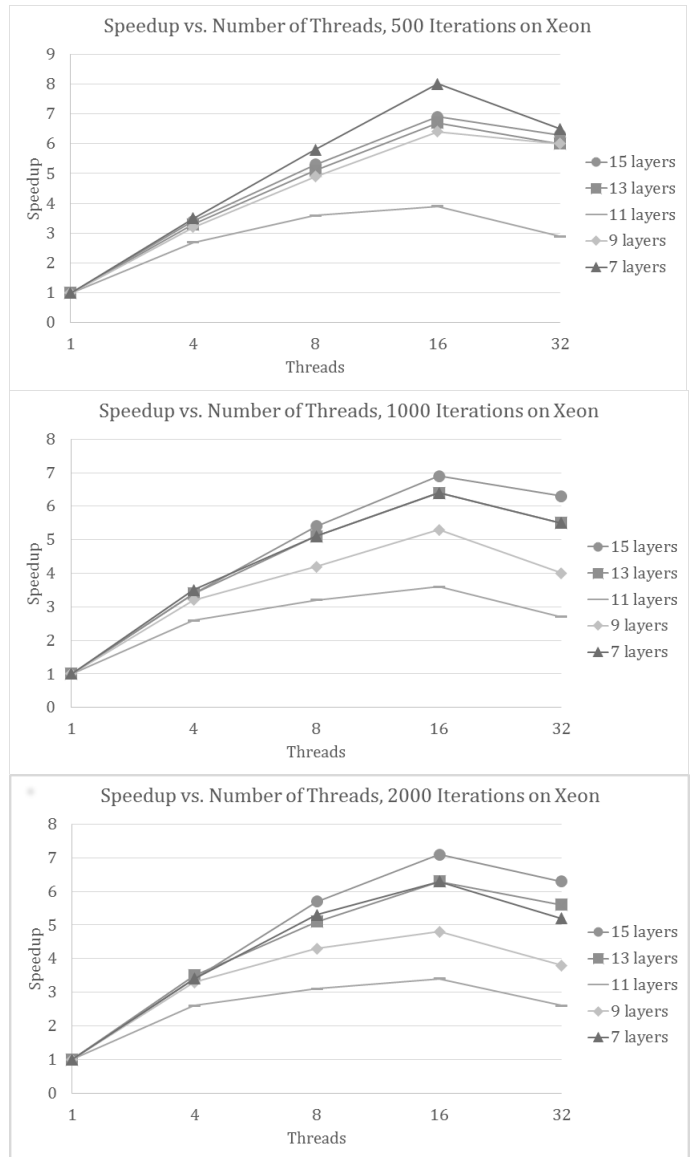 Speedup vs. Number of Threads, 500 Iterations on Xeon
9
8
7
6
5
4
3
2
1
0
Speedup
1 4 8 16 32
Threads
15 layers
13 layers
11 layers
9 layers
7 layers
Speedup vs. Number of Threads, 1000 Iterations on Xeon
8
7
6
5
4
3
2
1
0
Speedup
1 4 8 16 32
Threads
15 layers
13 layers
11 layers
9 layers
7 layers
Speedup vs. Number of Threads, 2000 Iterations on Xeon
8
7
6
5
4
3
2
1
0
Speedup
1 4 8 16 32
Threads
15 layers
13 layers
11 layers
9 layers
7 layers